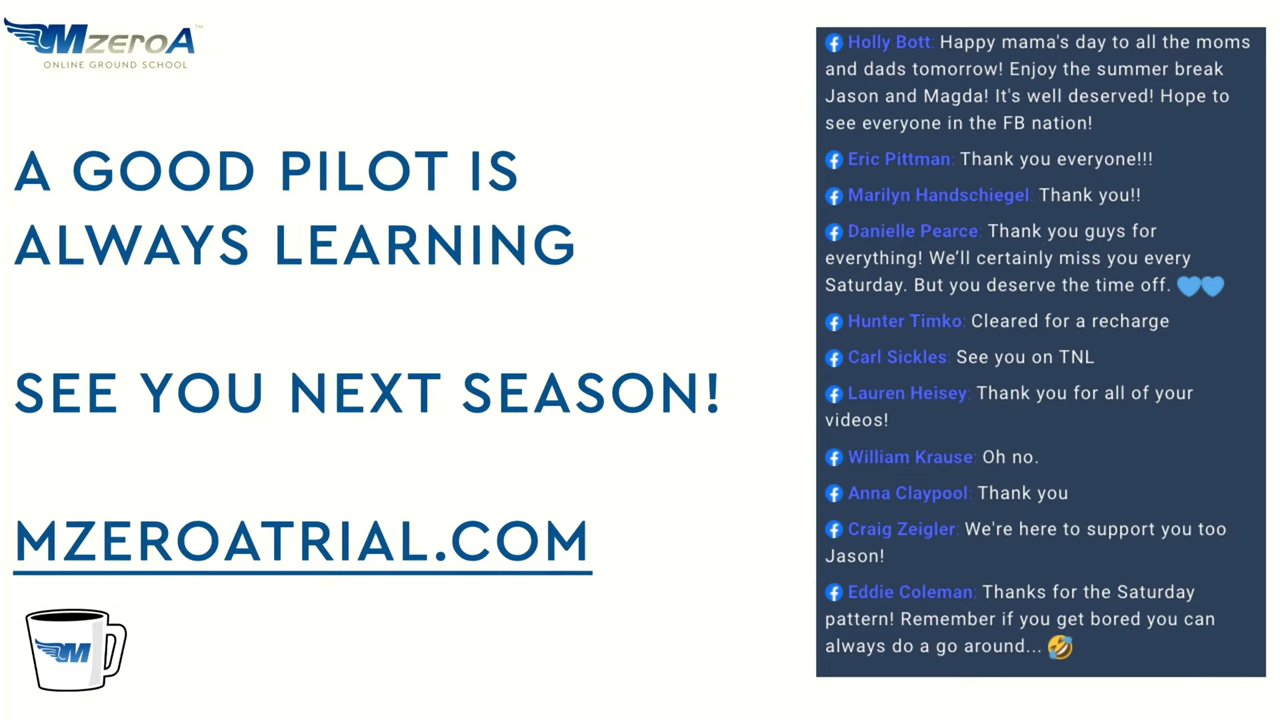 MzeroA™
ONLINE GROUND SCHOOL
A GOOD PILOT IS
ALWAYS LEARNING
SEE YOU NEXT SEASON!
MZEROATRIAL.COM
M
Holly Bott: Happy mama's day to all the moms
and dads tomorrow! Enjoy the summer break
Jason and Magda! It's well deserved! Hope to
see everyone in the FB nation!
Eric Pittman: Thank you everyone!!!
Marilyn Handschiegel: Thank you!!
Danielle Pearce: Thank you guys for
everything! We’ll certainly miss you every
Saturday. But you deserve the time off. 💙💙
Hunter Timko: Cleared for a recharge
Carl Sickles: See you on TNL
Lauren Heisey: Thank you for all of your
videos!
William Krause: Oh no.
Anna Claypool: Thank you
Craig Zeigler: We're here to support you too
Jason!
Eddie Coleman: Thanks for the Saturday
pattern! Remember if you get bored you can
always do a go around... 🤣